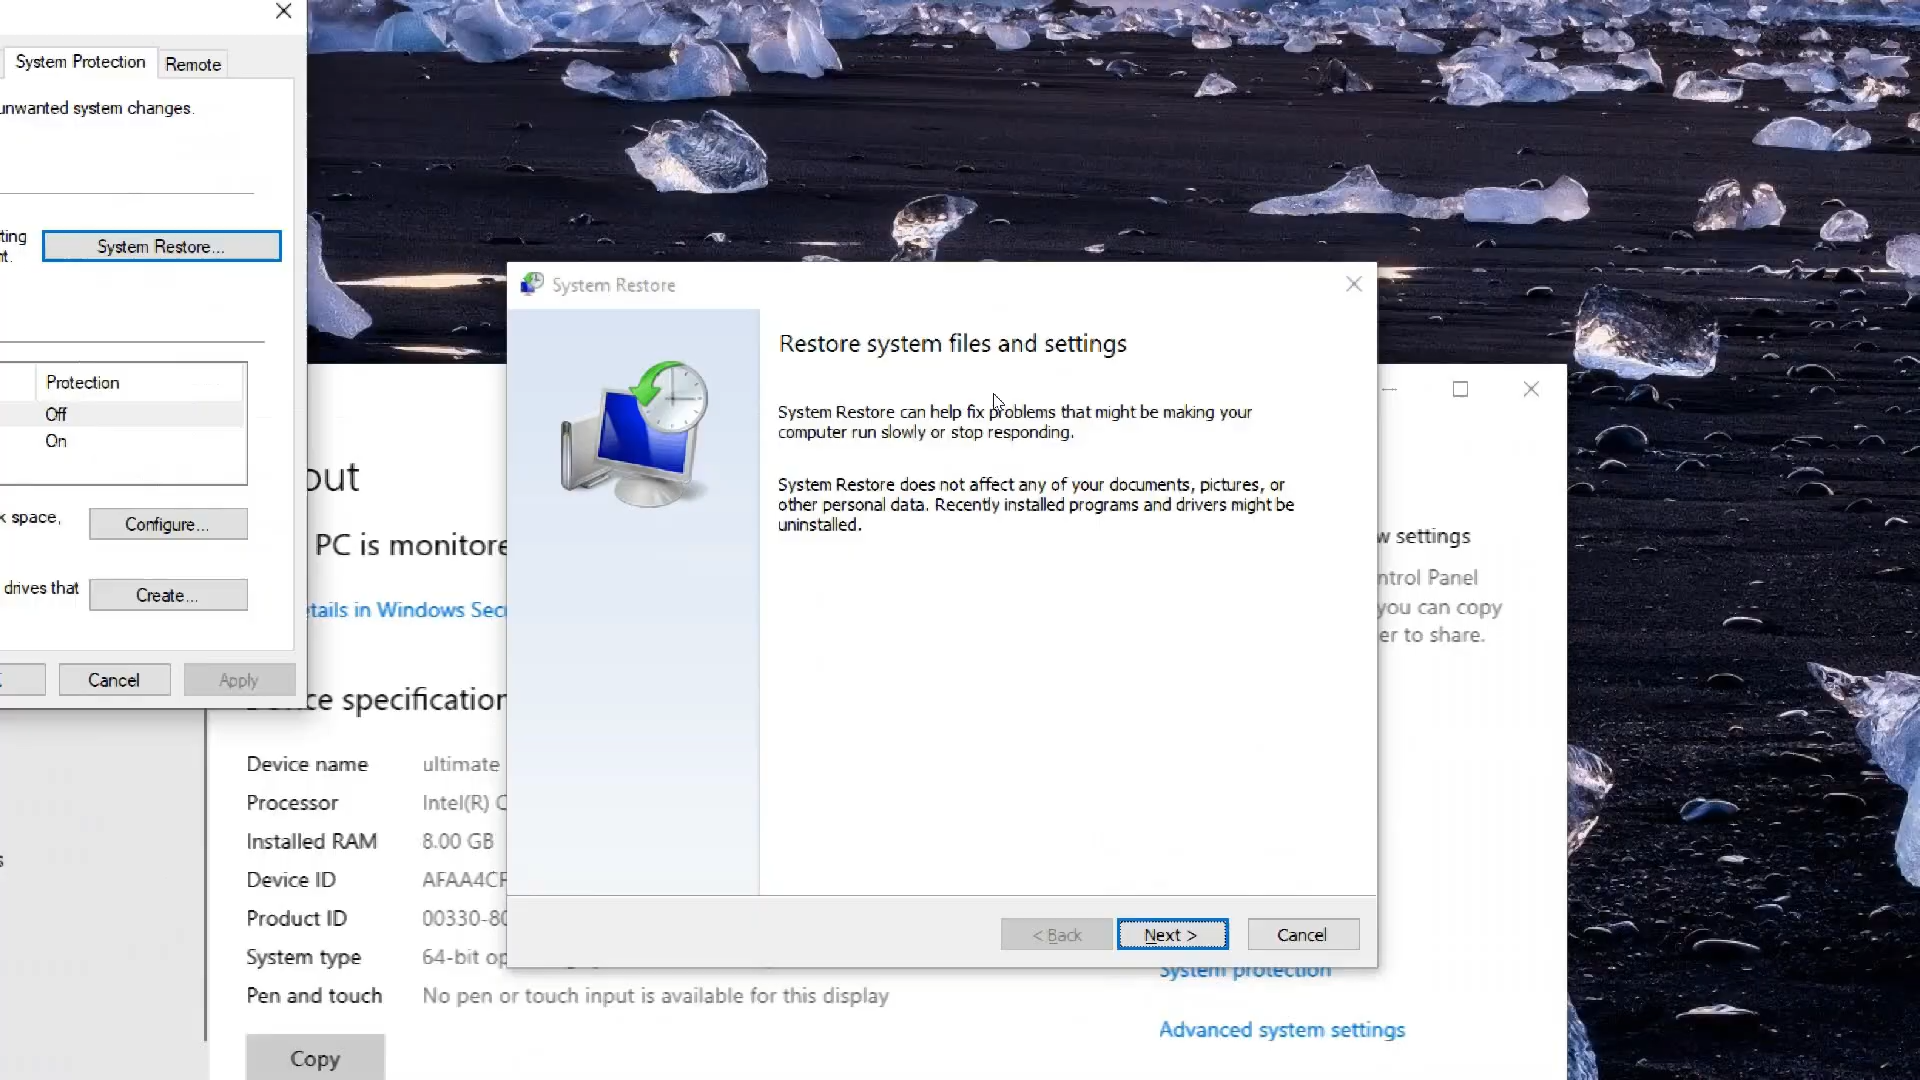 System Protection
Remote
unwanted system changes.
System Restore...
Protection
Off
On
space,
Configure...
drives that
Create...
Cancel
Apply
System Restore
Restore system files and settings
System Restore can help fix problems that might be making your
computer run slowly or stop responding.
System Restore does not affect any of your documents, pictures, or
other personal data. Recently installed programs and drivers might be
uninstalled.
< Back
Next >
Cancel
PC is monitore
tails in Windows Sec
ce specification
Device name ultimate
Processor Intel(R) C
Installed RAM 8.00 GB
Device ID AFAA4CF
Product ID 00330-80
System type 64-bit op
Pen and touch No pen or touch input is available for this display
Copy
settings
ntrol Panel
you can copy
er to share.
System protection
Advanced system settings